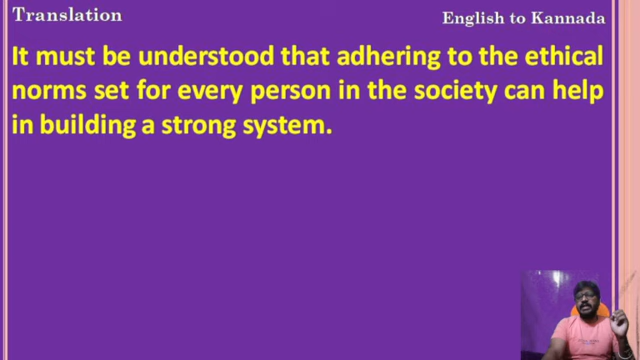 Translation
English to Kannada
It must be understood that adhering to the ethical
norms set for every person in the society can help
in building a strong system.